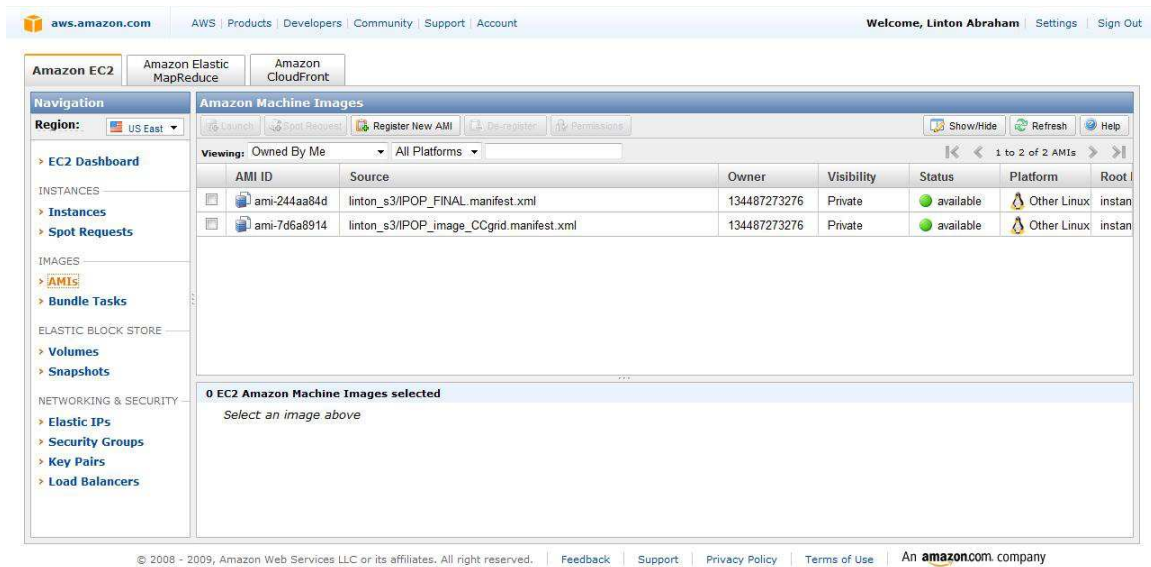 aws.amazon.com AWS | Products | Developers | Community | Support | Account Welcome, Linton Abraham | Settings | Sign Out
Amazon EC2
Amazon Elastic MapReduce
Amazon CloudFront
Navigation
Region: US East
> EC2 Dashboard
INSTANCES
> Instances
> Spot Requests
IMAGES
> AMIs
> Bundle Tasks
ELASTIC BLOCK STORE
> Volumes
> Snapshots
NETWORKING & SECURITY
> Elastic IPs
> Security Groups
> Key Pairs
> Load Balancers
Amazon Machine Images
Launch Spot Request Register New AMI De-register Permissions Show/Hide Refresh Help
Viewing: Owned By Me All Platforms 1 to 2 of 2 AMIs
AMI ID Source Owner Visibility Status Platform Root
ami-244aa84d linton_s3/IPOP_FINAL.manifest.xml 134487273276 Private available Other Linux instan
ami-7d6a8914 linton_s3/IPOP_image_CCgrid.manifest.xml 134487273276 Private available Other Linux instan
0 EC2 Amazon Machine Images selected
Select an image above
© 2008 - 2009, Amazon Web Services LLC or its affiliates. All right reserved. | Feedback | Support | Privacy Policy | Terms of Use | An amazon.com. company